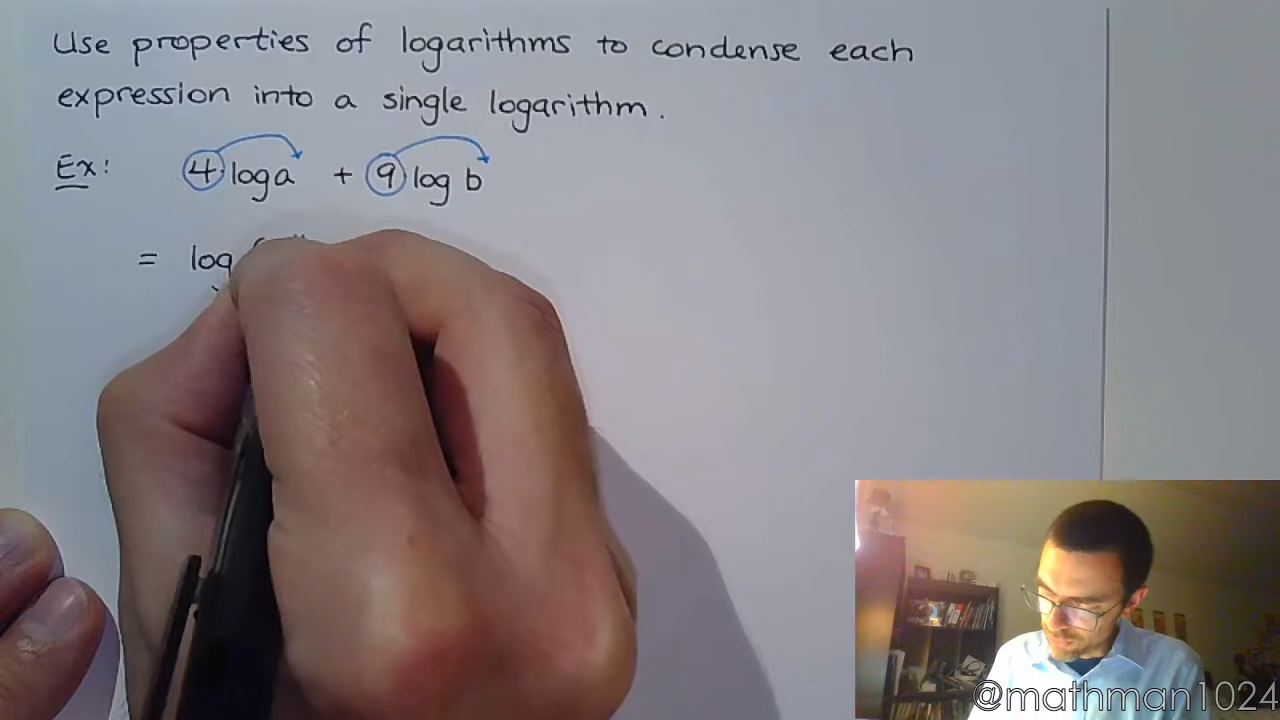 Use properties of logarithms to condense each
expression into a single logarithm.
Ex: 4·log a + 9 log b
= log
@mathman1024